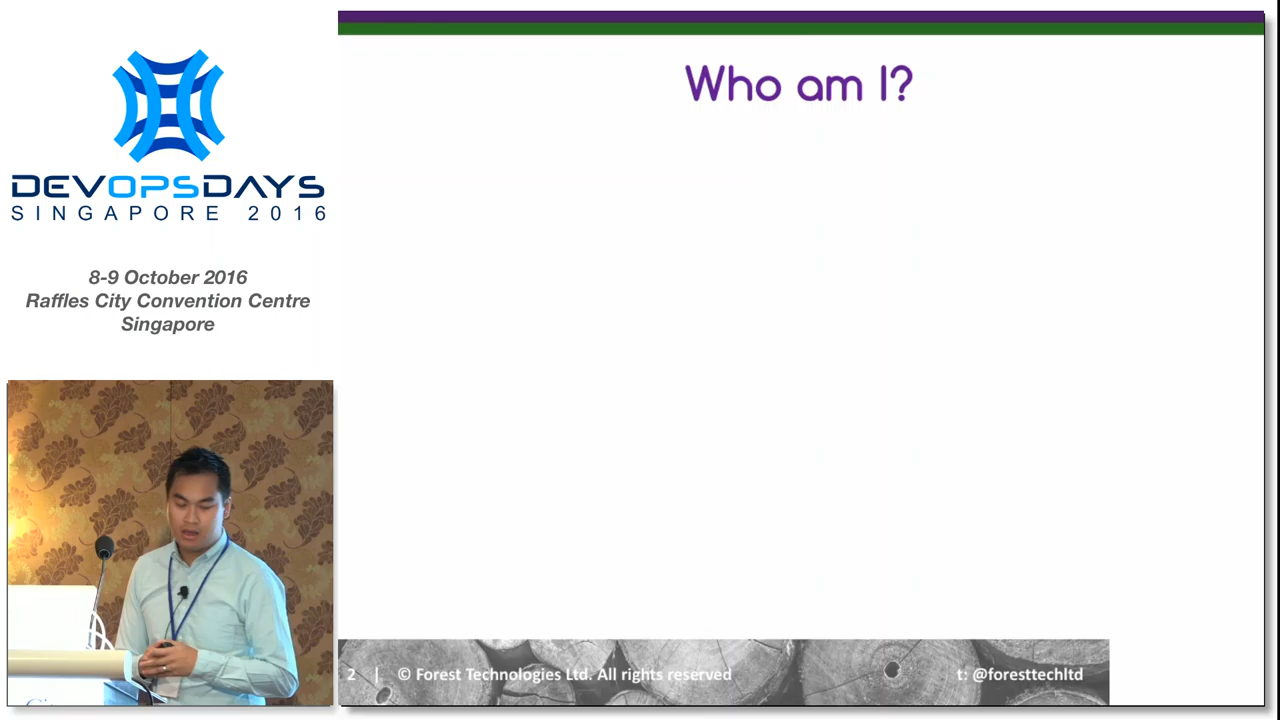 DEVOPSDAYS
SINGAPORE 2016
8-9 October 2016
Raffles City Convention Centre
Singapore
Who am I?
2 | © Forest Technologies Ltd. All rights reserved t: @foresttechltd